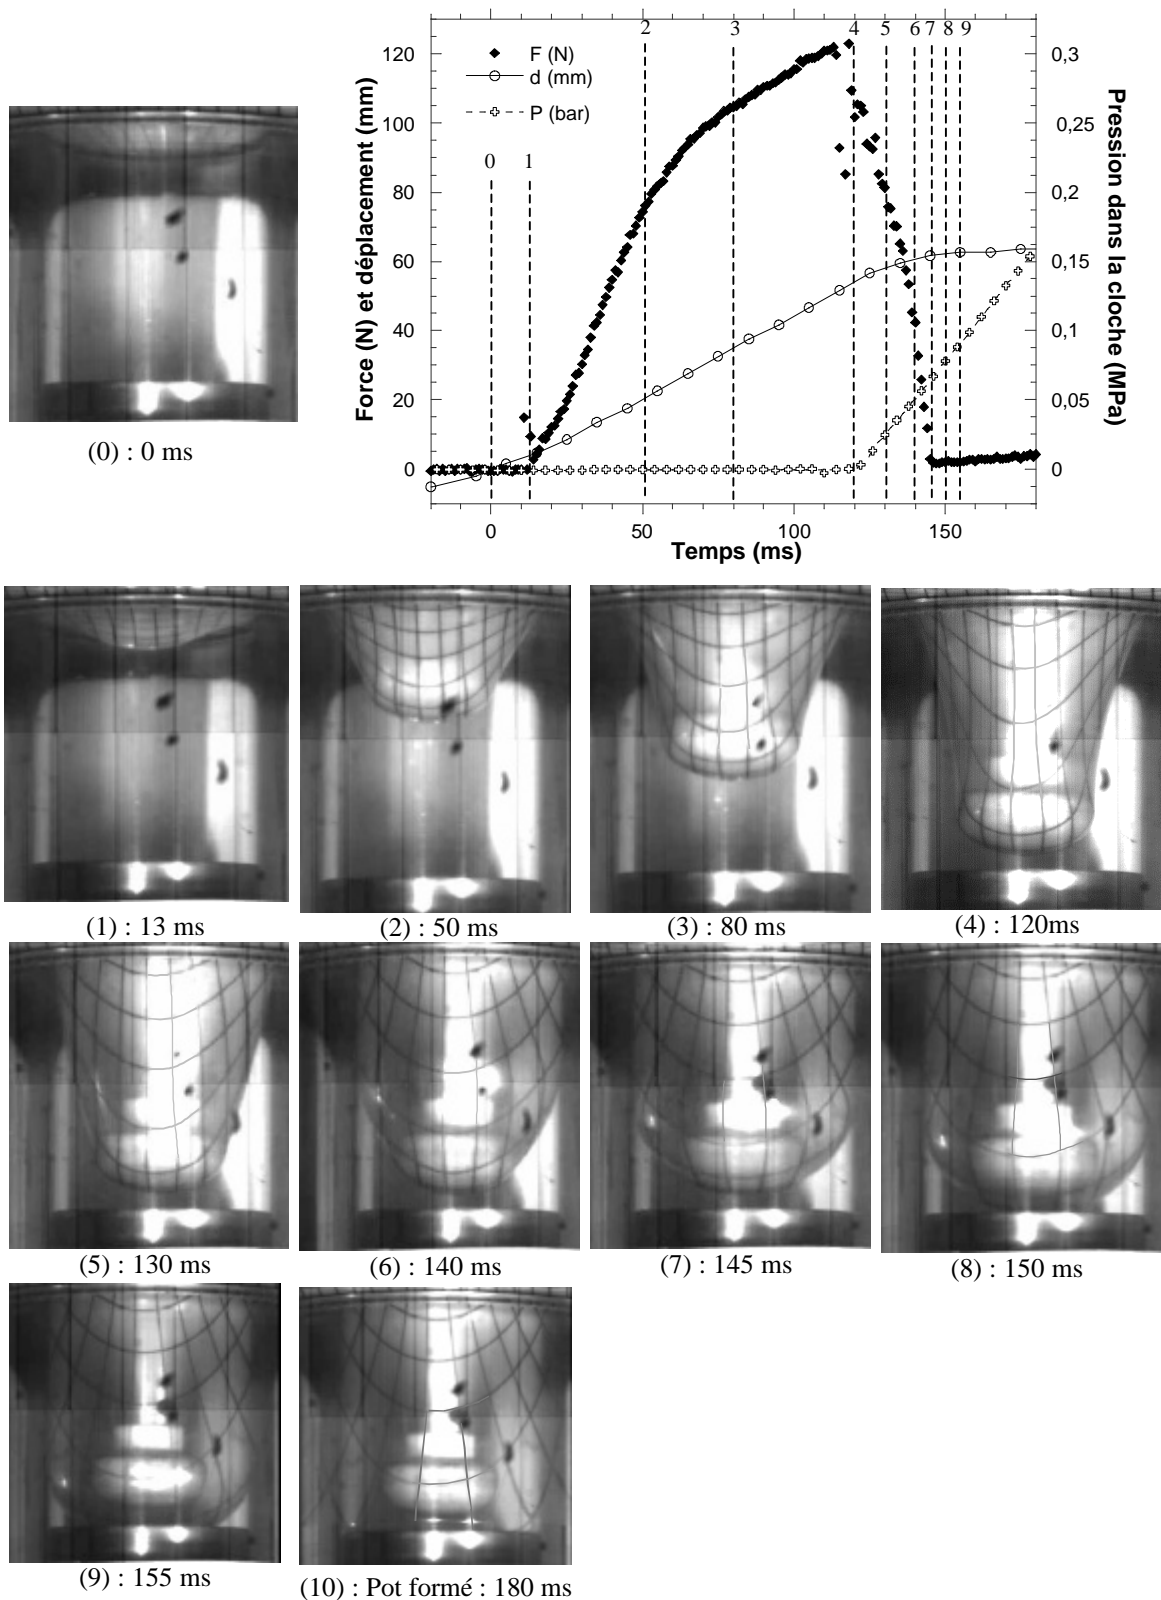 F (N)
d (mm)
P (bar)
0
1
2
3
4
5
6
7
8
9
Force (N) et déplacement (mm)
120
100
80
60
40
20
0
0,3
0,25
0,2
0,15
0,1
0,05
0
Pression dans la cloche (MPa)
0
50
100
150
Temps (ms)
(0) : 0 ms
(1) : 13 ms
(2) : 50 ms
(3) : 80 ms
(4) : 120ms
(5) : 130 ms
(6) : 140 ms
(7) : 145 ms
(8) : 150 ms
(9) : 155 ms
(10) : Pot formé : 180 ms